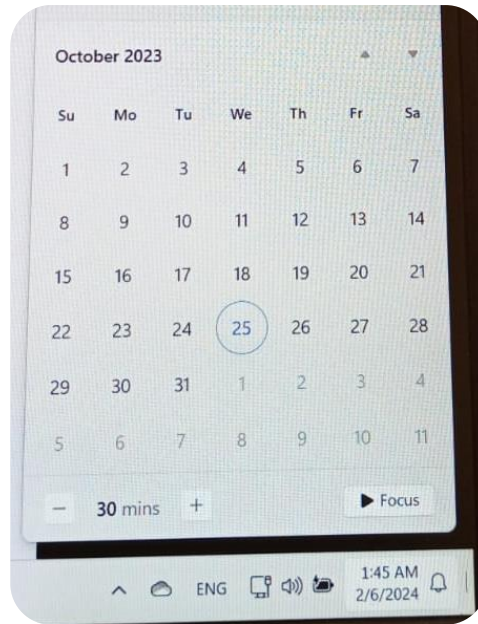 October 2023
Su Mo Tu We Th Fr Sa
1 2 3 4 5 6 7
8 9 10 11 12 13 14
15 16 17 18 19 20 21
22 23 24 25 26 27 28
29 30 31 1 2 3 4
5 6 7 8 9 10 11
30 mins Focus
ENG 1:45 AM
2/6/2024